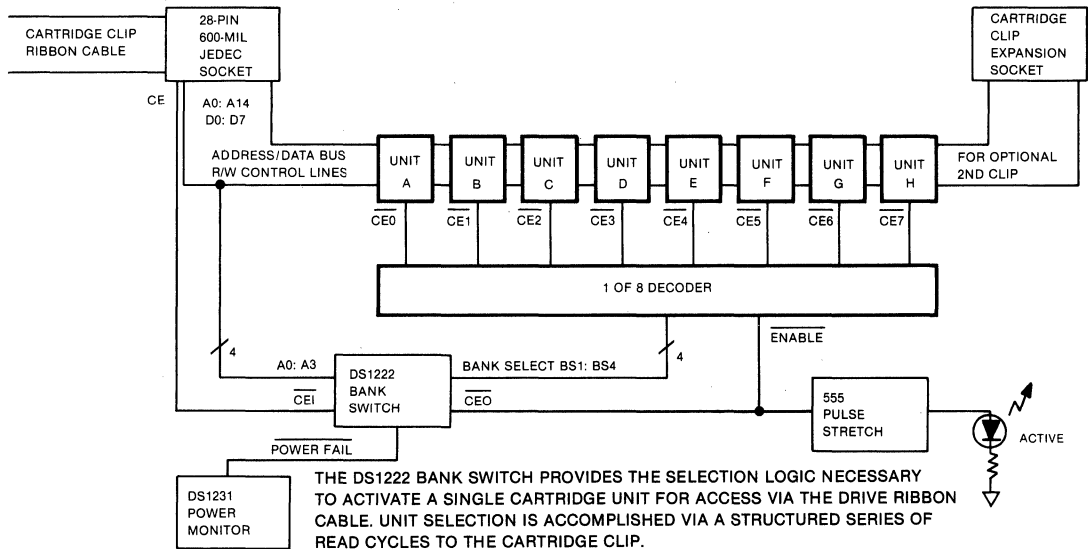 CARTRIDGE CLIP
RIBBON CABLE
28-PIN
600-MIL
JEDEC
SOCKET
CARTRIDGE
CLIP
EXPANSION
SOCKET
CE
A0: A14
D0: D7
ADDRESS/DATA BUS
R/W CONTROL LINES
UNIT
A
UNIT
B
UNIT
C
UNIT
D
UNIT
E
UNIT
F
UNIT
G
UNIT
H
FOR OPTIONAL
2ND CLIP
CE0
CE1
CE2
CE3
CE4
CE5
CE6
CE7
1 OF 8 DECODER
ENABLE
4
4
A0: A3
BANK SELECT BS1: BS4
DS1222
BANK
SWITCH
CEI
CEO
555
PULSE
STRETCH
ACTIVE
POWER FAIL
DS1231
POWER
MONITOR
THE DS1222 BANK SWITCH PROVIDES THE SELECTION LOGIC NECESSARY
TO ACTIVATE A SINGLE CARTRIDGE UNIT FOR ACCESS VIA THE DRIVE RIBBON
CABLE. UNIT SELECTION IS ACCOMPLISHED VIA A STRUCTURED SERIES OF
READ CYCLES TO THE CARTRIDGE CLIP.